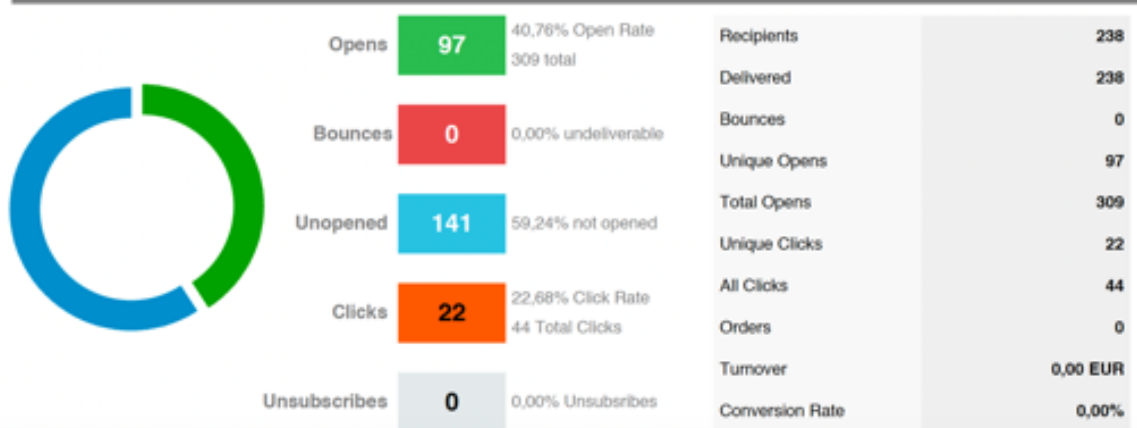 Opens 97 40,76% Open Rate
309 total
Bounces 0 0,00% undeliverable
Unopened 141 59,24% not opened
Clicks 22 22,68% Click Rate
44 Total Clicks
Unsubscribes 0 0,00% Unsubsribes
Recipients 238
Delivered 238
Bounces 0
Unique Opens 97
Total Opens 309
Unique Clicks 22
All Clicks 44
Orders 0
Turnover 0,00 EUR
Conversion Rate 0,00%